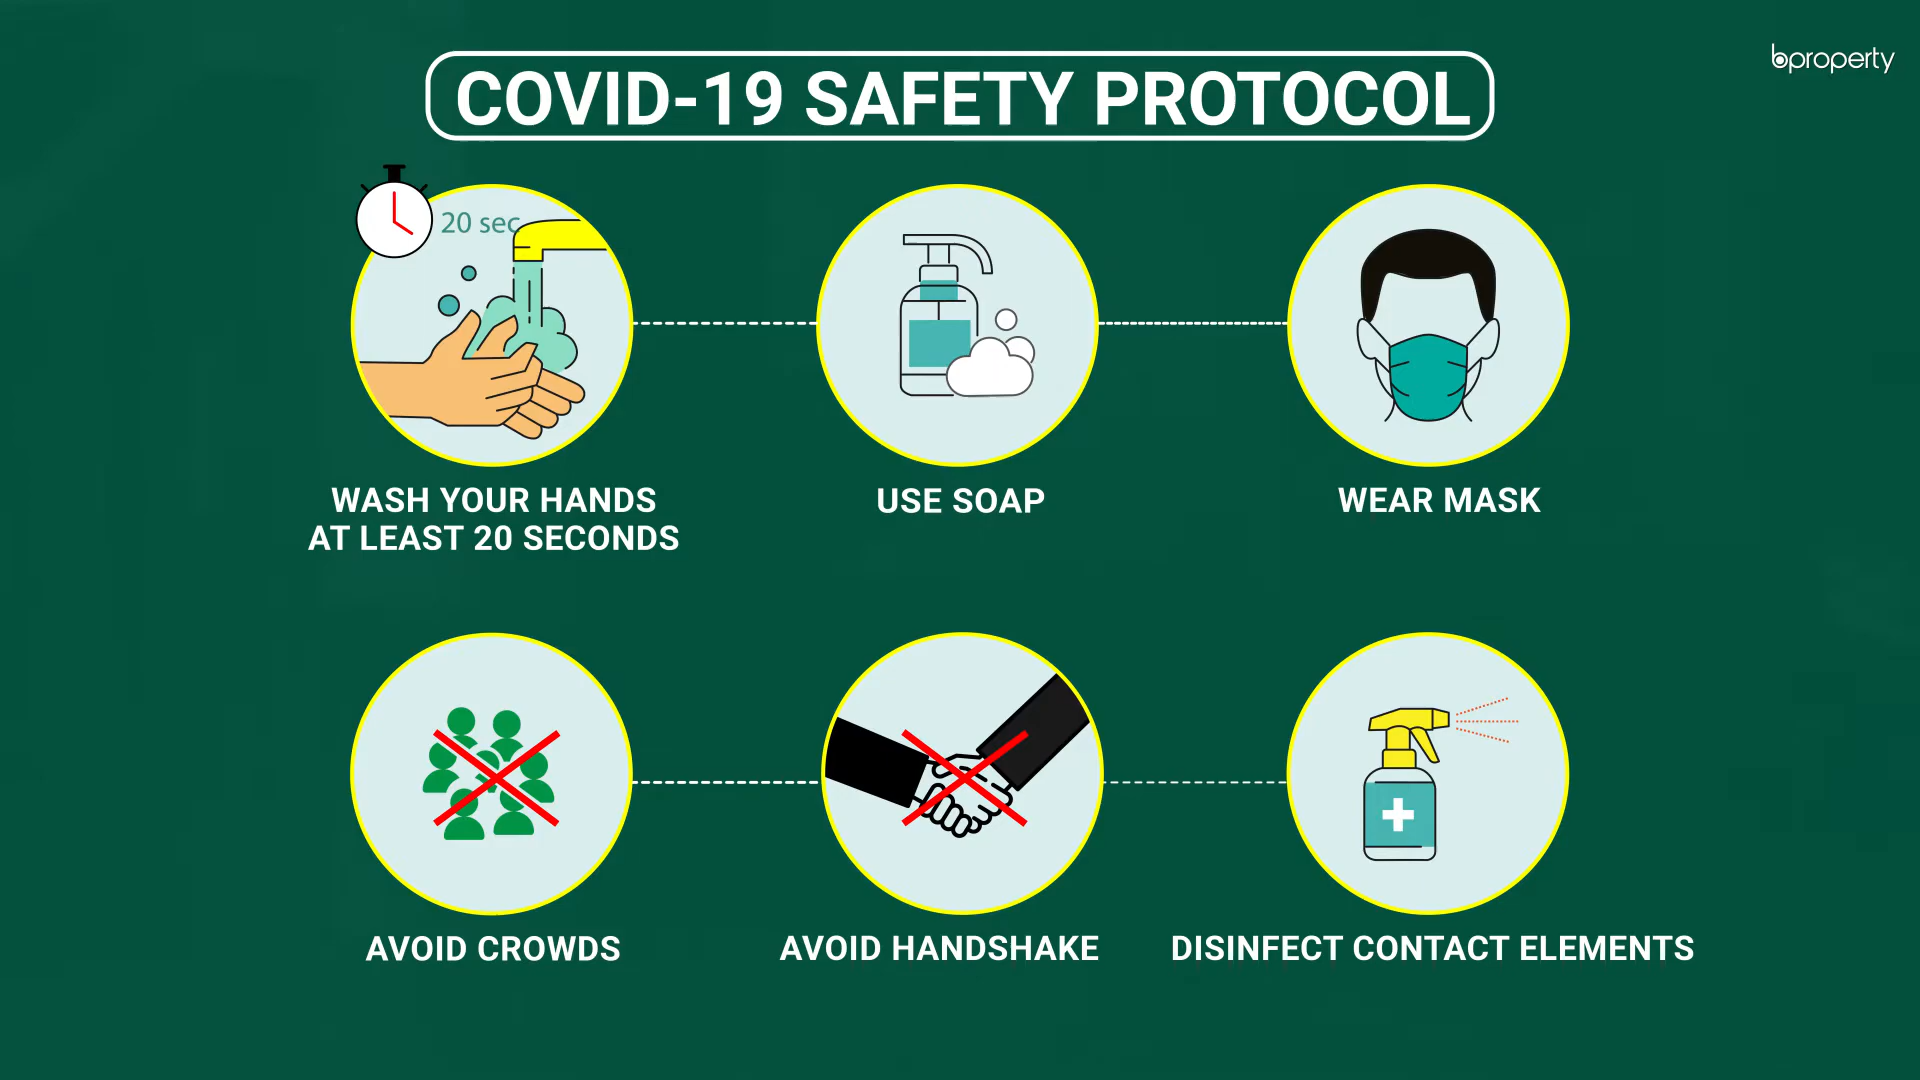 bproperty
COVID-19 SAFETY PROTOCOL
20 sec
WASH YOUR HANDS
AT LEAST 20 SECONDS
USE SOAP
WEAR MASK
AVOID CROWDS
AVOID HANDSHAKE
DISINFECT CONTACT ELEMENTS